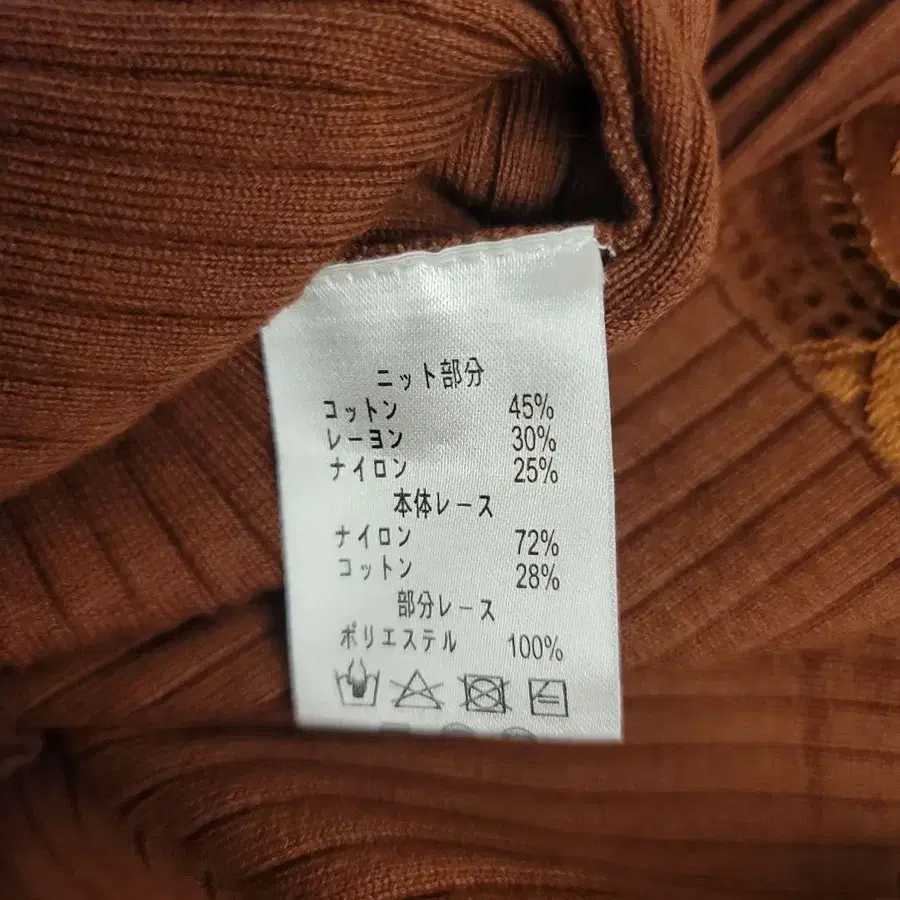 ニット部分
コットン 45%
レーヨン 30%
ナイロン 25%
本体レース
ナイロン 72%
コットン 28%
部分レース
ポリエステル 100%